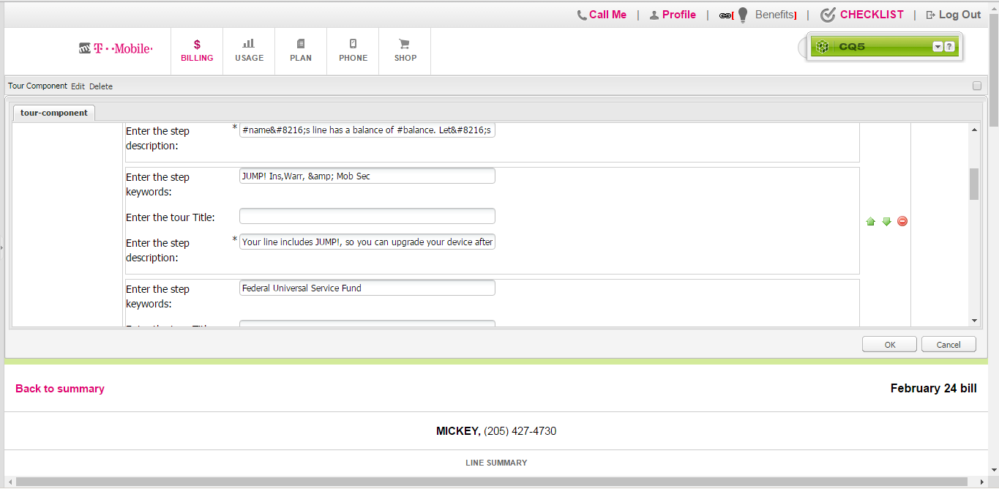 Call Me | Profile | [ Benefits] | CHECKLIST | Log Out
my T··Mobile·
$
BILLING
USAGE
PLAN
PHONE
SHOP
CQ5
?
Tour Component Edit Delete
tour-component
Enter the step description:
* #name&#8216;s line has a balance of #balance. Let&#8216;s
Enter the step keywords:
JUMP! Ins,Warr, &amp; Mob Sec
Enter the tour Title:
Enter the step description:
* Your line includes JUMP!, so you can upgrade your device after
Enter the step keywords:
Federal Universal Service Fund
OK Cancel
Back to summary
February 24 bill
MICKEY, (205) 427-4730
LINE SUMMARY